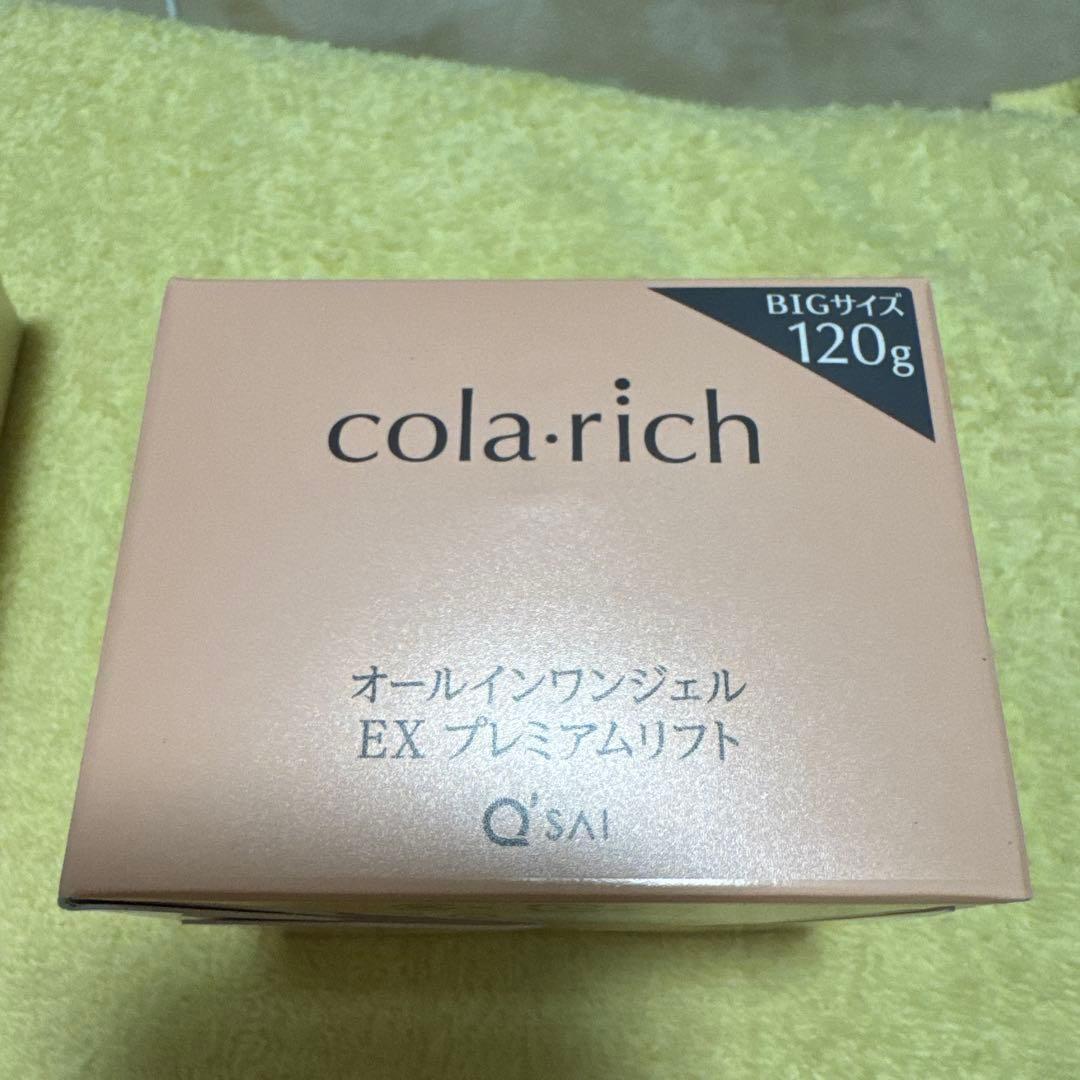 BIGサイズ
120g
cola・rich
オールインワンジェル
EX プレミアムリフト
Q'SAI